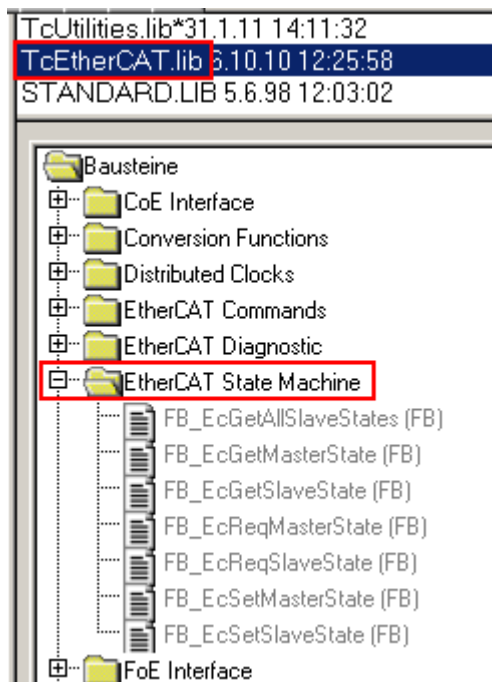 TcUtilities.lib*31.1.11 14:11:32
TcEtherCAT.lib 6.10.10 12:25:58
STANDARD.LIB 5.6.98 12:03:02
Bausteine
CoE Interface
Conversion Functions
Distributed Clocks
EtherCAT Commands
EtherCAT Diagnostic
EtherCAT State Machine
FB_EcGetAllSlaveStates (FB)
FB_EcGetMasterState (FB)
FB_EcGetSlaveState (FB)
FB_EcReqMasterState (FB)
FB_EcReqSlaveState (FB)
FB_EcSetMasterState (FB)
FB_EcSetSlaveState (FB)
FoE Interface